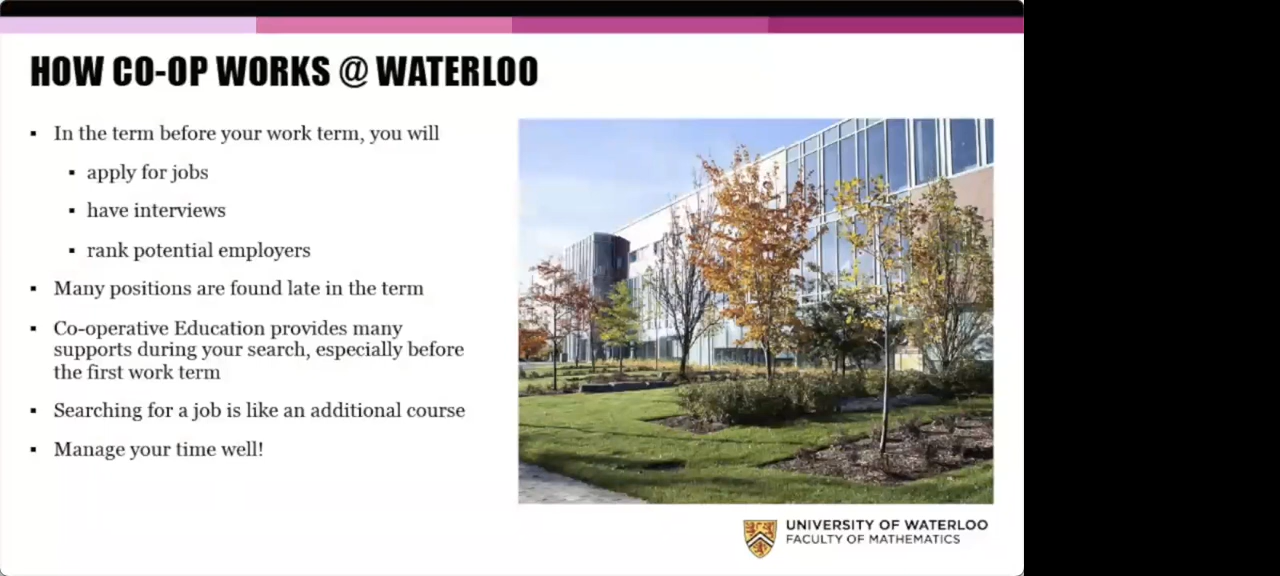 HOW CO-OP WORKS @ WATERLOO
▪ In the term before your work term, you will
▪ apply for jobs
▪ have interviews
▪ rank potential employers
▪ Many positions are found late in the term
▪ Co-operative Education provides many
supports during your search, especially before
the first work term
▪ Searching for a job is like an additional course
▪ Manage your time well!
UNIVERSITY OF WATERLOO
FACULTY OF MATHEMATICS